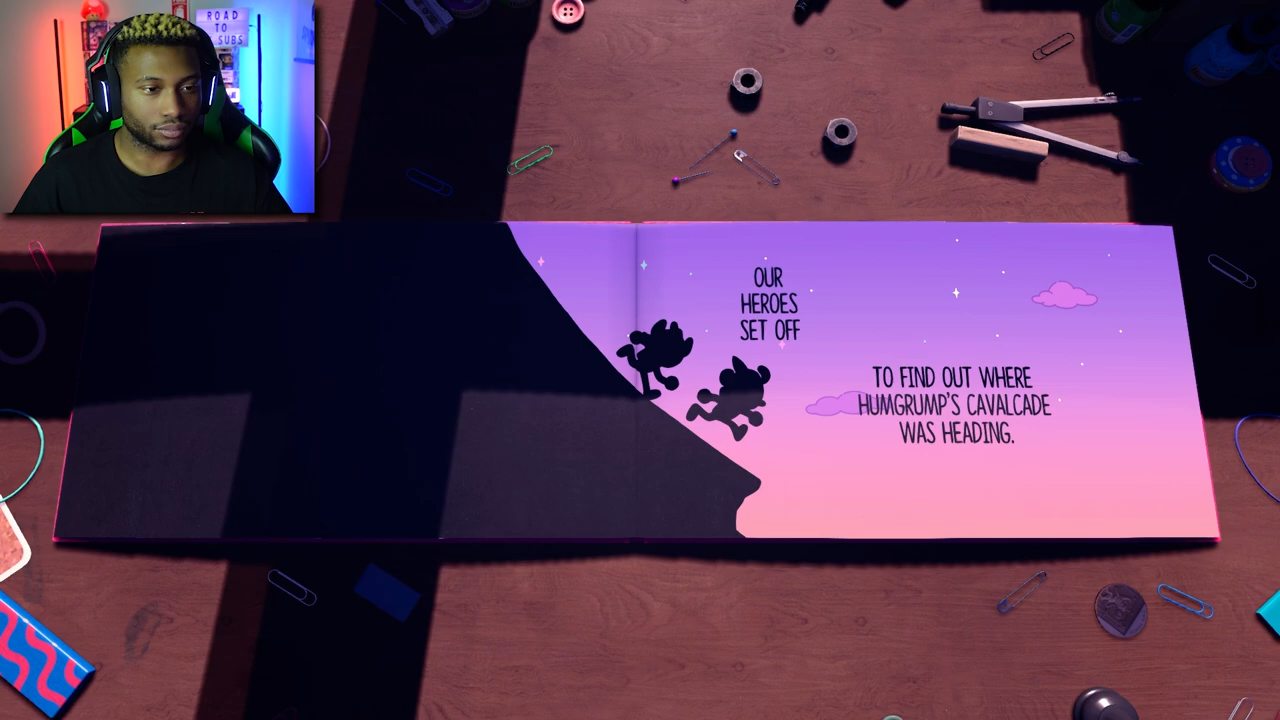 ROAD
TO
SUBS
OUR
HEROES
SET OFF
TO FIND OUT WHERE
HUMGRUMP'S CAVALCADE
WAS HEADING.